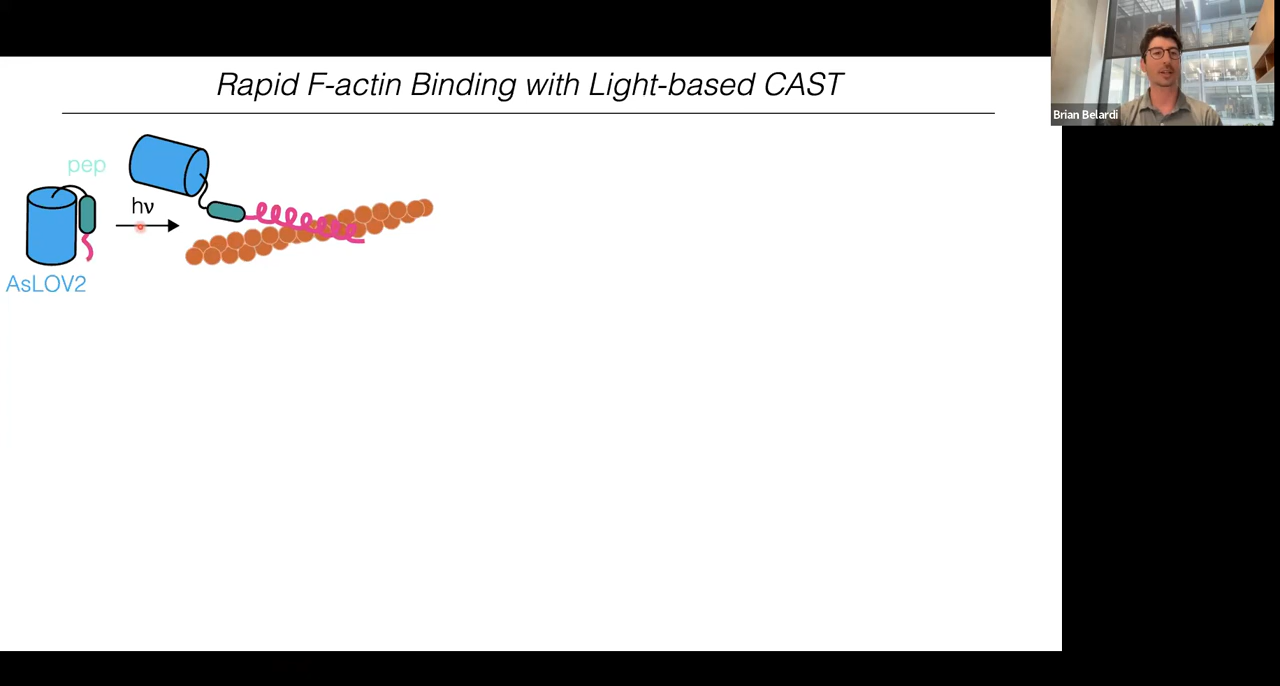 Rapid F-actin Binding with Light-based CAST
Brian Belardi
pep
hν
AsLOV2